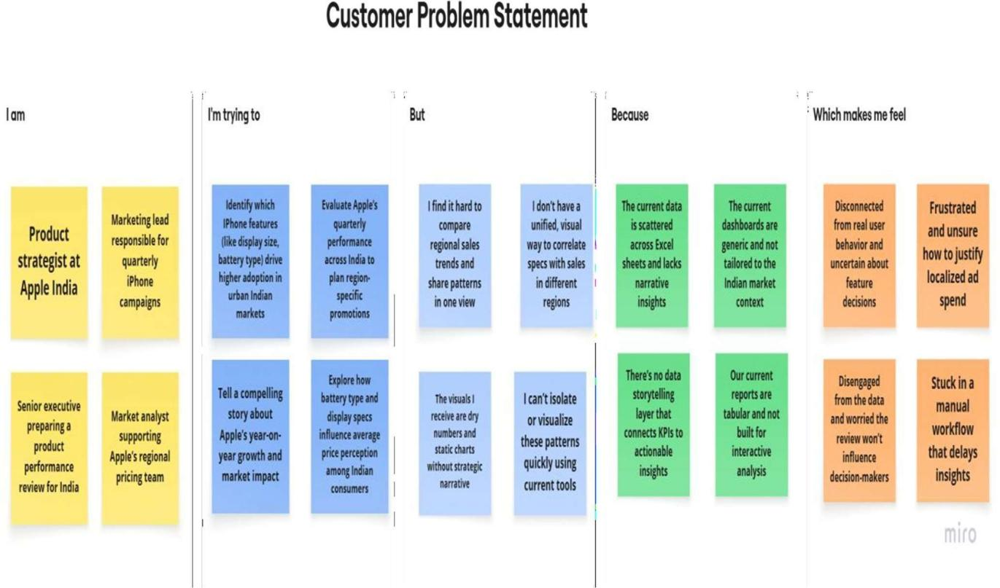 Customer Problem Statement
I am
Product
strategist at
Apple India
Marketing lead
responsible for
quarterly
iPhone
campaigns
Senior executive
preparing a
product
performance
review for India
Market analyst
supporting
Apple's regional
pricing team
I'm trying to
Identify which
IPhone features
(like display size,
battery type) drive
higher adoption in
urban Indian
markets
Evaluate Apple's
quarterly
performance
across India to
plan region-
specific
promotions
Tell a compelling
story about
Apple's year-on-
year growth and
market impact
Explore how
battery type and
display specs
influence average
price perception
among Indian
consumers
But
I find it hard to
compare
regional sales
trends and
share patterns
in one view
I don't have a
unified, visual
way to correlate
specs with sales
in different
regions
The visuals I
receive are dry
numbers and
static charts
without strategic
narrative
I can't isolate
or visualize
these patterns
quickly using
current tools
Because
The current data
is scattered
across Excel
sheets and lacks
narrative
insights
The current
dashboards are
generic and not
tailored to the
Indian market
context
There's no data
storytelling
layer that
connects KPIs to
actionable
insights
Our current
reports are
tabular and not
built for
interactive
analysis
Which makes me feel
Disconnected
from real user
behavior and
uncertain about
feature
decisions
Frustrated
and unsure
how to justify
localized ad
spend
Disengaged
from the data
and worried the
review won't
influence
decision-makers
Stuck in a
manual
workflow
that delays
insights
miro